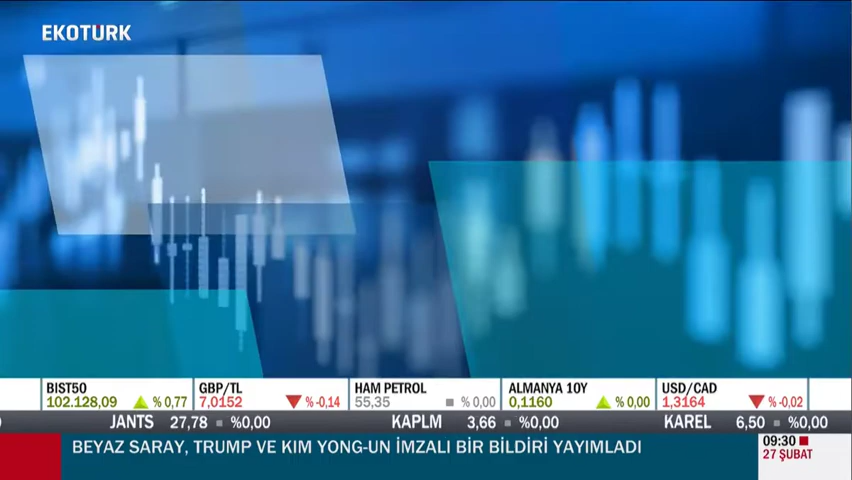 EKOTÜRK
BIST50 GBP/TL HAM PETROL ALMANYA 10Y USD/CAD
102.128,09 % 0,77 7,0152 % -0,14 55,35 % 0,00 0,1160 % 0,00 1,3164 % -0,02
JANTS 27,78 %0,00 KAPLM 3,66 %0,00 KAREL 6,50 %0,00
BEYAZ SARAY, TRUMP VE KIM YONG-UN İMZALI BİR BİLDİRİ YAYIMLADI
09:30
27 ŞUBAT